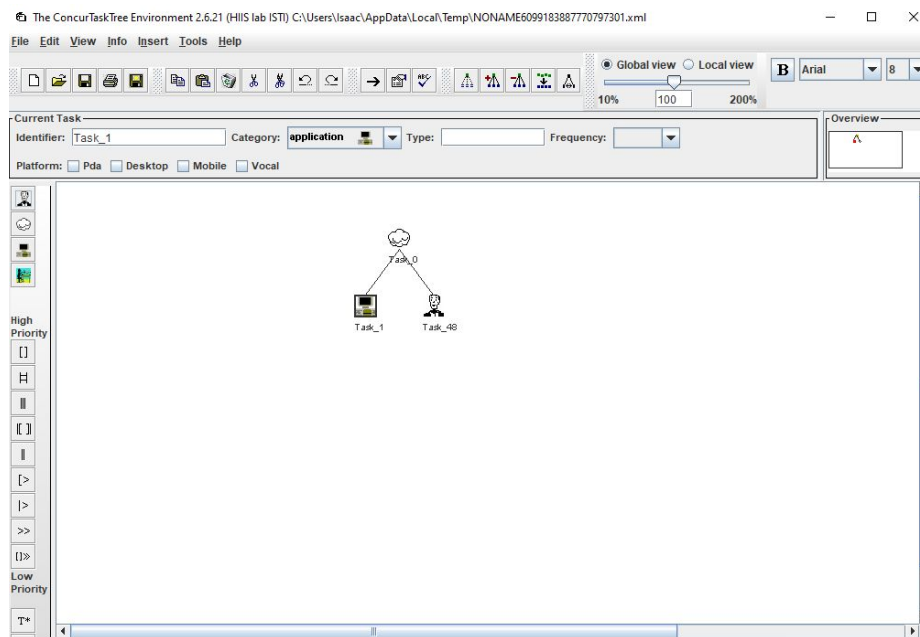 The ConcurTaskTree Environment 2.6.21 (HIIS lab ISTI) C:\Users\Isaac\AppData\Local\Temp\NONAME6099183887770797301.xml
File Edit View Info Insert Tools Help
Global view Local view
10% 100 200%
B Arial 8
ABC
Current Task
Identifier: Task_1 Category: application Type: Frequency:
Platform: Pda Desktop Mobile Vocal
Overview
Task_0
Task_1 Task_48
High
Priority
[]
|=|
|||
|[]|
||
[>
|>
>>
[]>>
Low
Priority
T*